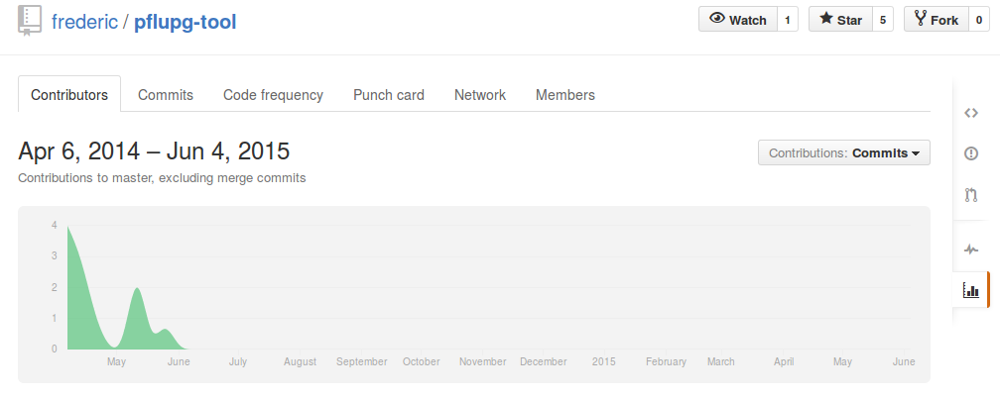 frederic / pflupg-tool
Watch 1 Star 5 Fork 0
Contributors Commits Code frequency Punch card Network Members
Apr 6, 2014 – Jun 4, 2015
Contributions: Commits
Contributions to master, excluding merge commits
4
3
2
1
0
May June July August September October November December 2015 February March April May June